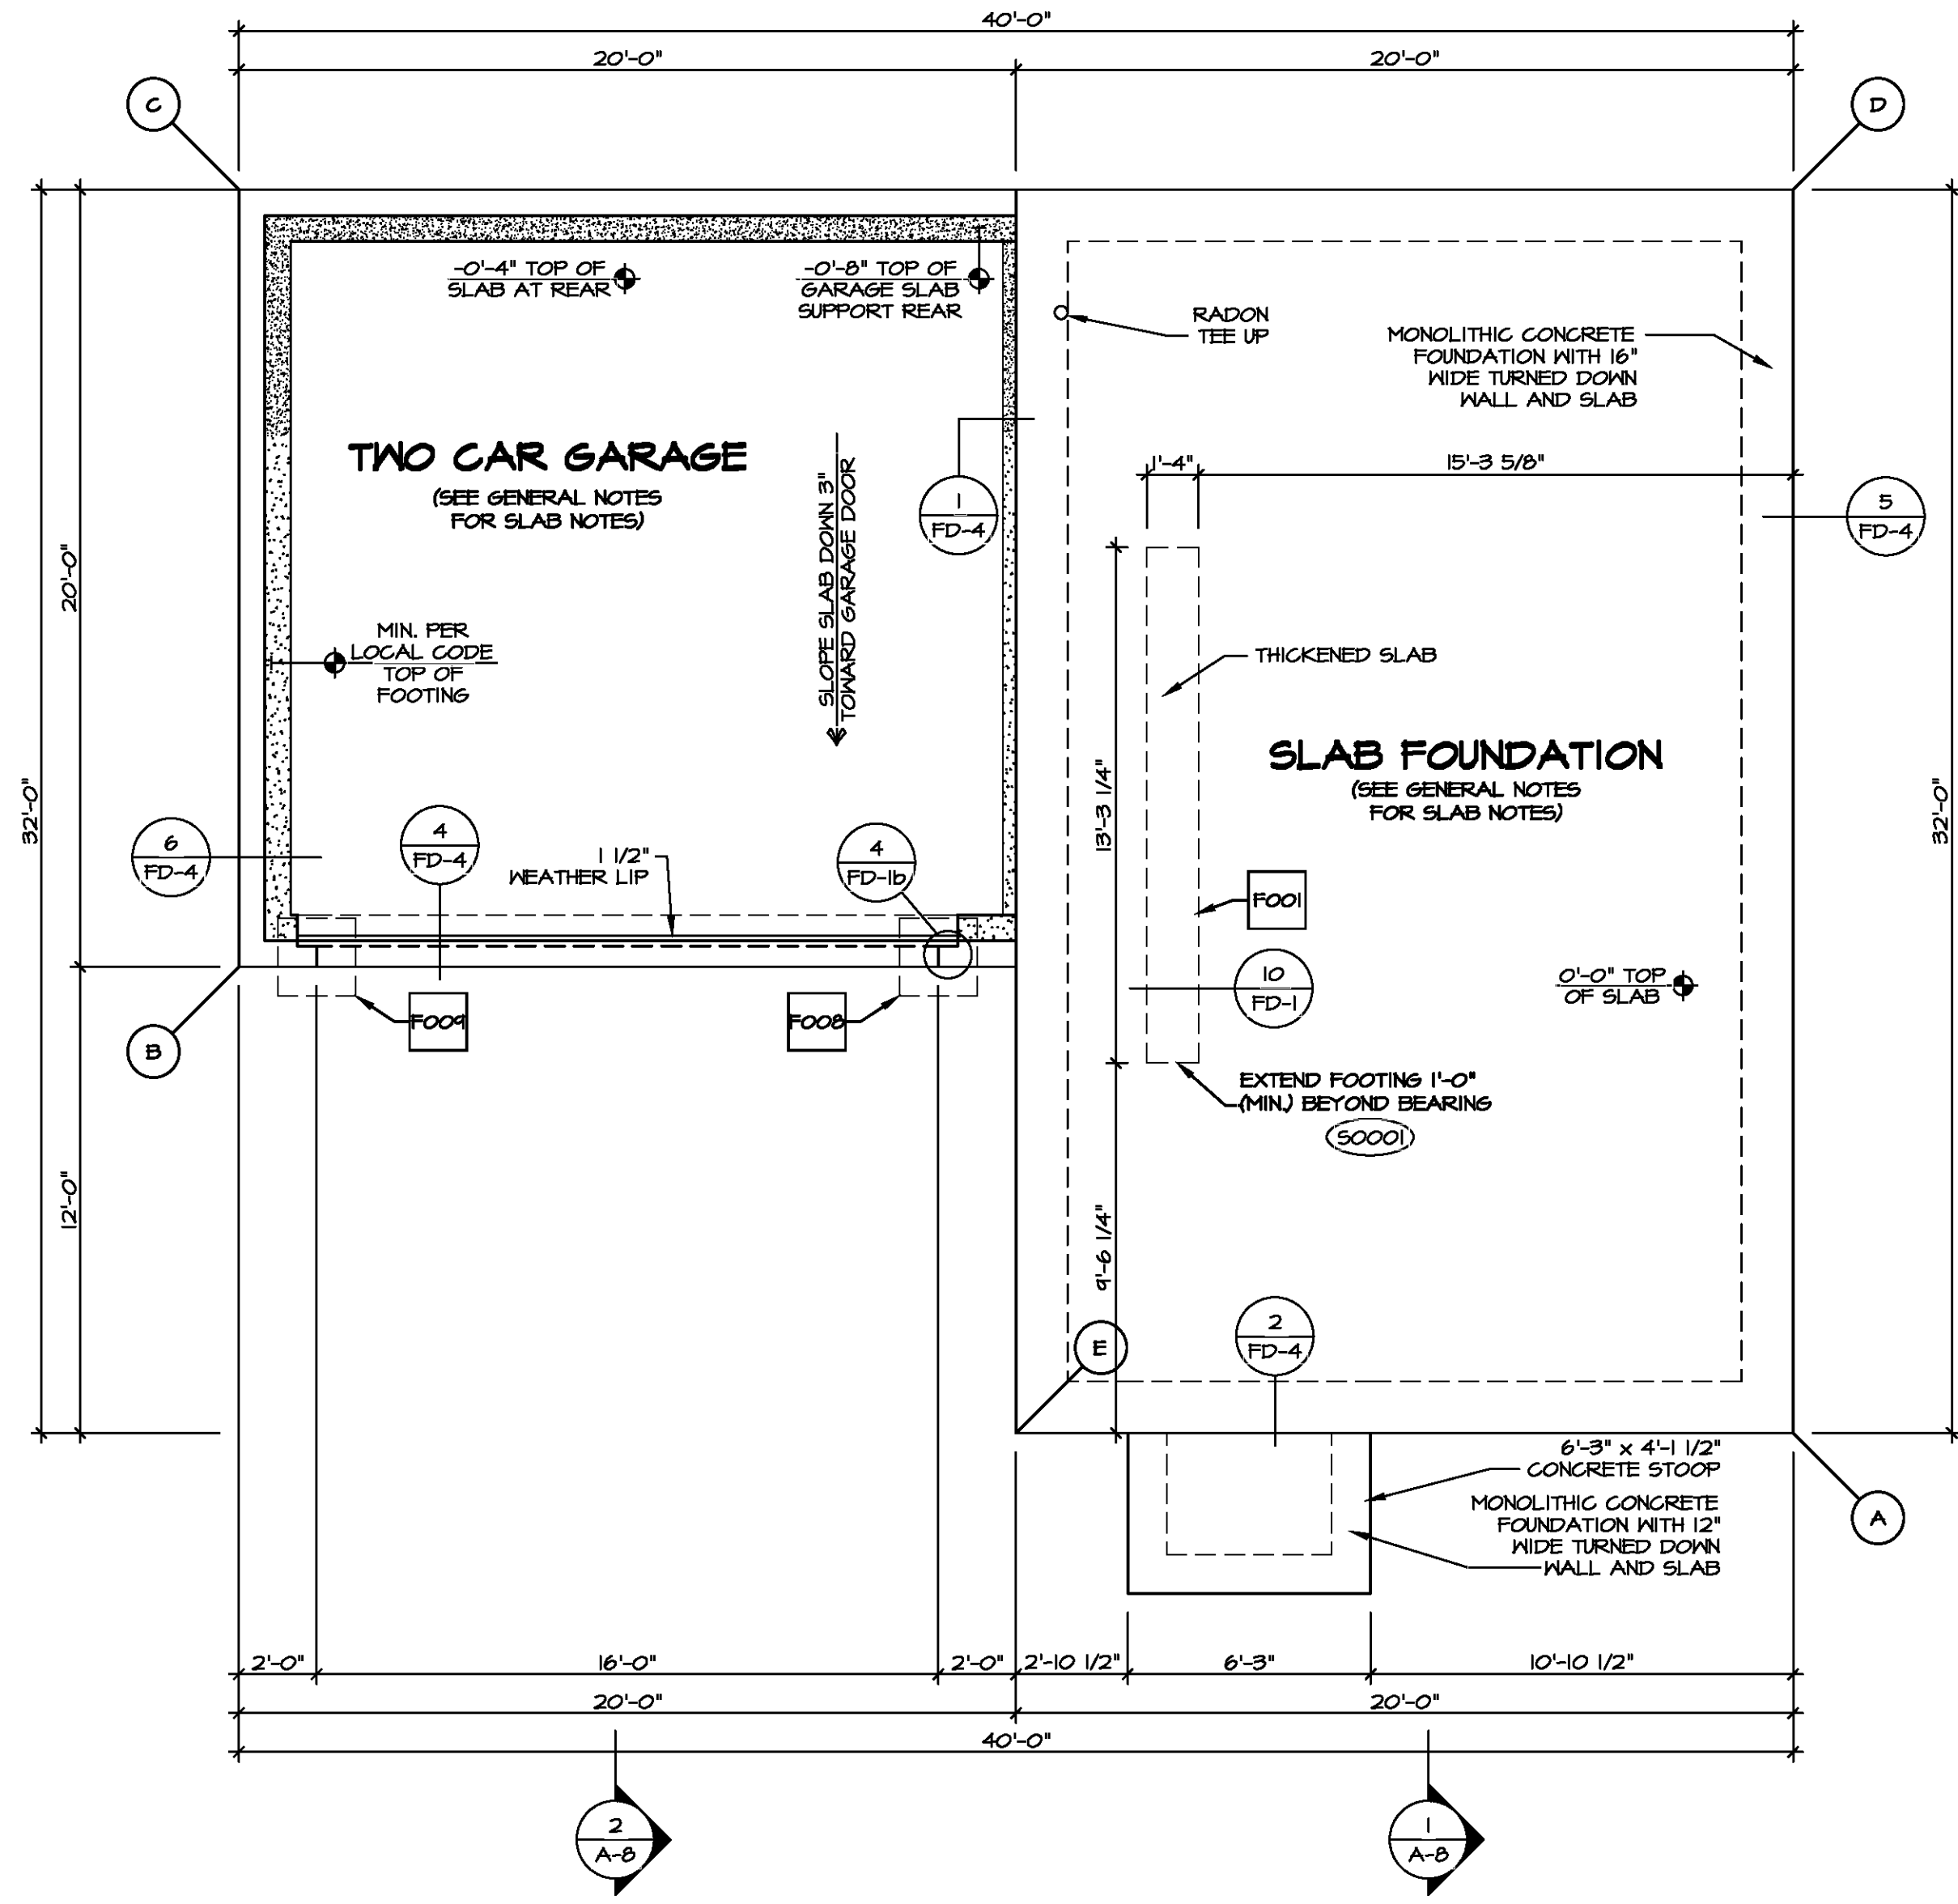 40'-0"
20'-0"
20'-0"
C
D
-0'-4" TOP OF
SLAB AT REAR
-0'-8" TOP OF
GARAGE SLAB
SUPPORT REAR
RADON
TEE UP
MONOLITHIC CONCRETE
FOUNDATION WITH 16"
WIDE TURNED DOWN
WALL AND SLAB
TWO CAR GARAGE
(SEE GENERAL NOTES
FOR SLAB NOTES)
SLOPE SLAB DOWN 3"
TOWARD GARAGE DOOR
1
FD-4
1'-4"
15'-3 5/8"
5
FD-4
20'-0"
32'-0"
MIN. PER
LOCAL CODE
TOP OF
FOOTING
THICKENED SLAB
13'-3 1/4"
SLAB FOUNDATION
(SEE GENERAL NOTES
FOR SLAB NOTES)
32'-0"
6
FD-4
4
FD-4
1 1/2"
WEATHER LIP
4
FD-1b
F001
10
FD-1
0'-0" TOP
OF SLAB
F009
F008
B
EXTEND FOOTING 1'-0"
(MIN.) BEYOND BEARING
S0001
12'-0"
9'-6 1/4"
E
2
FD-4
6'-3" x 4'-1 1/2"
CONCRETE STOOP
MONOLITHIC CONCRETE
FOUNDATION WITH 12"
WIDE TURNED DOWN
WALL AND SLAB
A
2'-0"
16'-0"
2'-0"
2'-10 1/2"
6'-3"
10'-10 1/2"
20'-0"
20'-0"
40'-0"
2
A-8
1
A-8